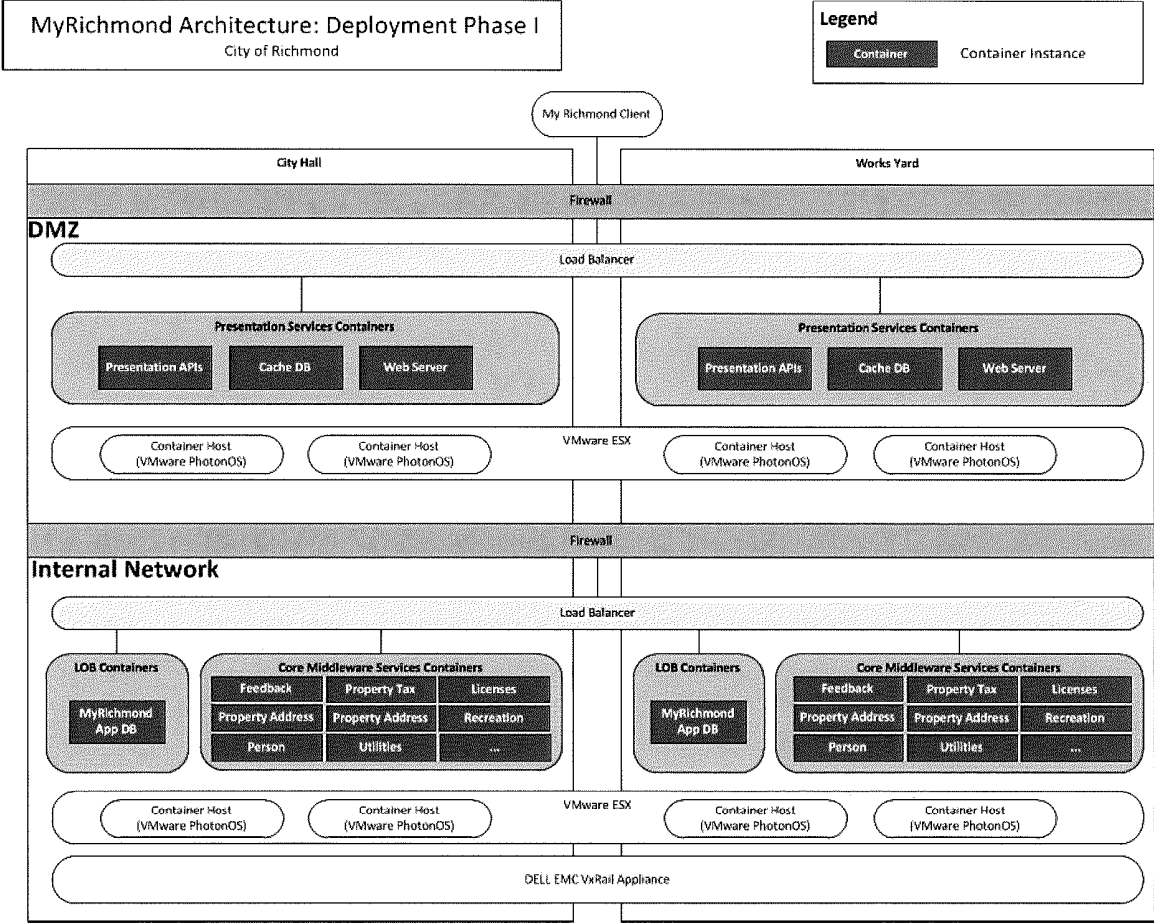 MyRichmond Architecture: Deployment Phase I
City of Richmond
Legend
Container
Container Instance
My Richmond Client
City Hall
Works Yard
Firewall
DMZ
Load Balancer
Presentation Services Containers
Presentation APIs
Cache DB
Web Server
Presentation Services Containers
Presentation APIs
Cache DB
Web Server
VMware ESX
Container Host
(VMware PhotonOS)
Container Host
(VMware PhotonOS)
Container Host
(VMware PhotonOS)
Container Host
(VMware PhotonOS)
Firewall
Internal Network
Load Balancer
LOB Containers
MyRichmond
App DB
Core Middleware Services Containers
Feedback
Property Tax
Licenses
Property Address
Property Address
Recreation
Person
Utilities
...
LOB Containers
MyRichmond
App DB
Core Middleware Services Containers
Feedback
Property Tax
Licenses
Property Address
Property Address
Recreation
Person
Utilities
...
VMware ESX
Container Host
(VMware PhotonOS)
Container Host
(VMware PhotonOS)
Container Host
(VMware PhotonOS)
Container Host
(VMware PhotonOS)
DELL EMC VxRail Appliance